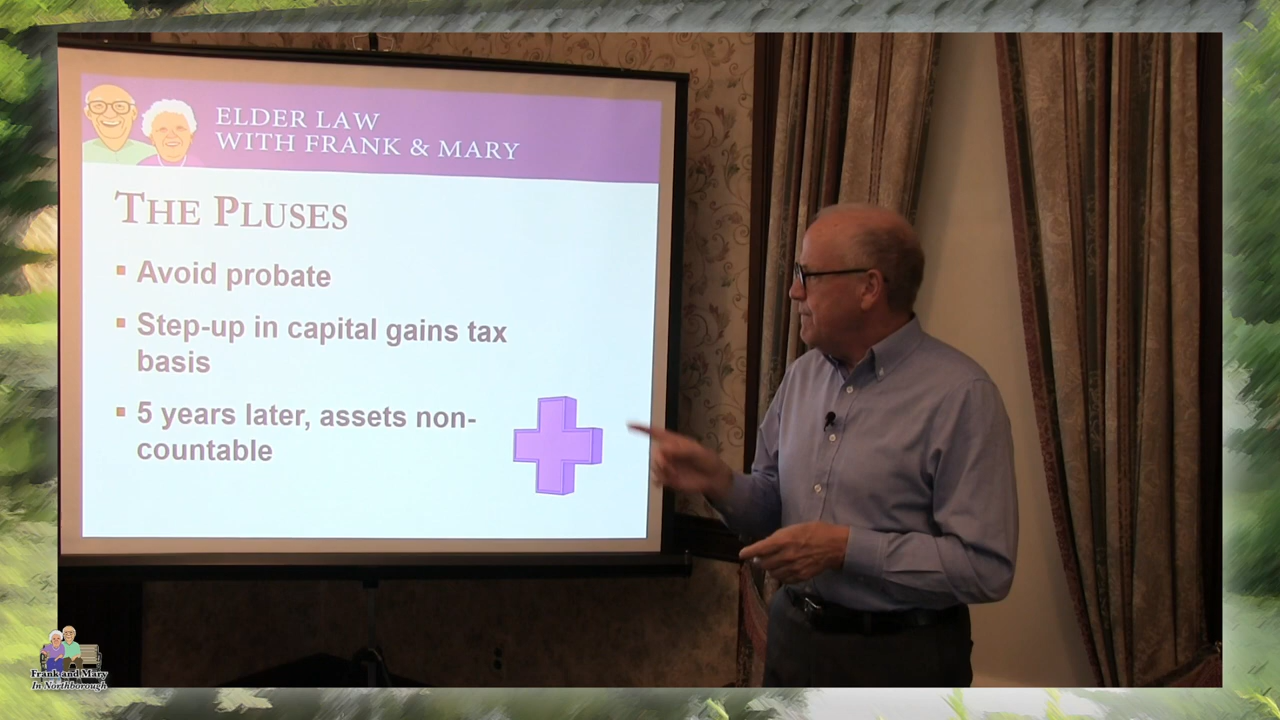 ELDER LAW
WITH FRANK & MARY
THE PLUSES
Avoid probate
Step-up in capital gains tax
basis
5 years later, assets non-
countable
Frank and Mary
In Northborough